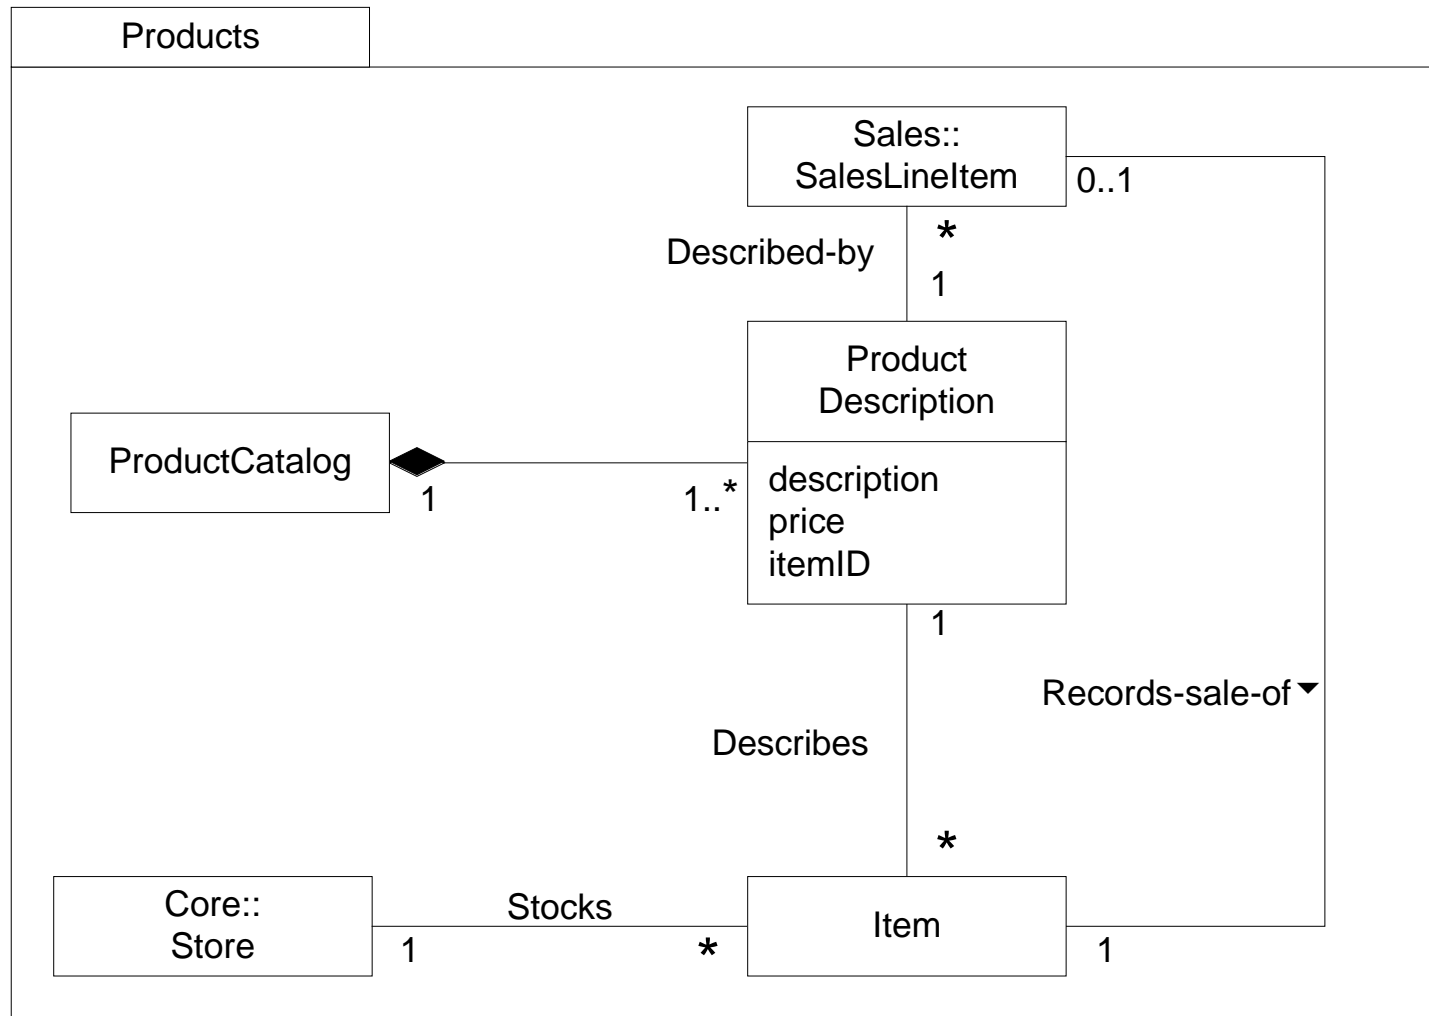 Products
Sales::
SalesLineItem
0..1
*
Described-by
1
Product
Description
ProductCatalog
1
1..*
description
price
itemID
1
Records-sale-of
Describes
*
Core::
Store
Stocks
1
*
Item
1